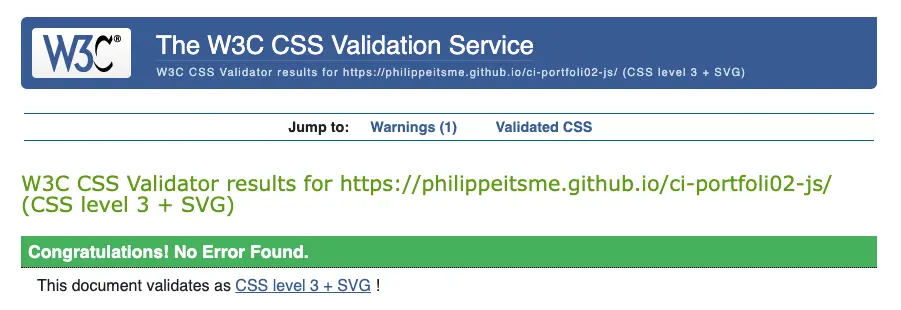 W3C®
The W3C CSS Validation Service
W3C CSS Validator results for https://philippeitsme.github.io/ci-portfoli02-js/ (CSS level 3 + SVG)
Jump to: Warnings (1) Validated CSS
W3C CSS Validator results for https://philippeitsme.github.io/ci-portfoli02-js/
(CSS level 3 + SVG)
Congratulations! No Error Found.
This document validates as CSS level 3 + SVG !